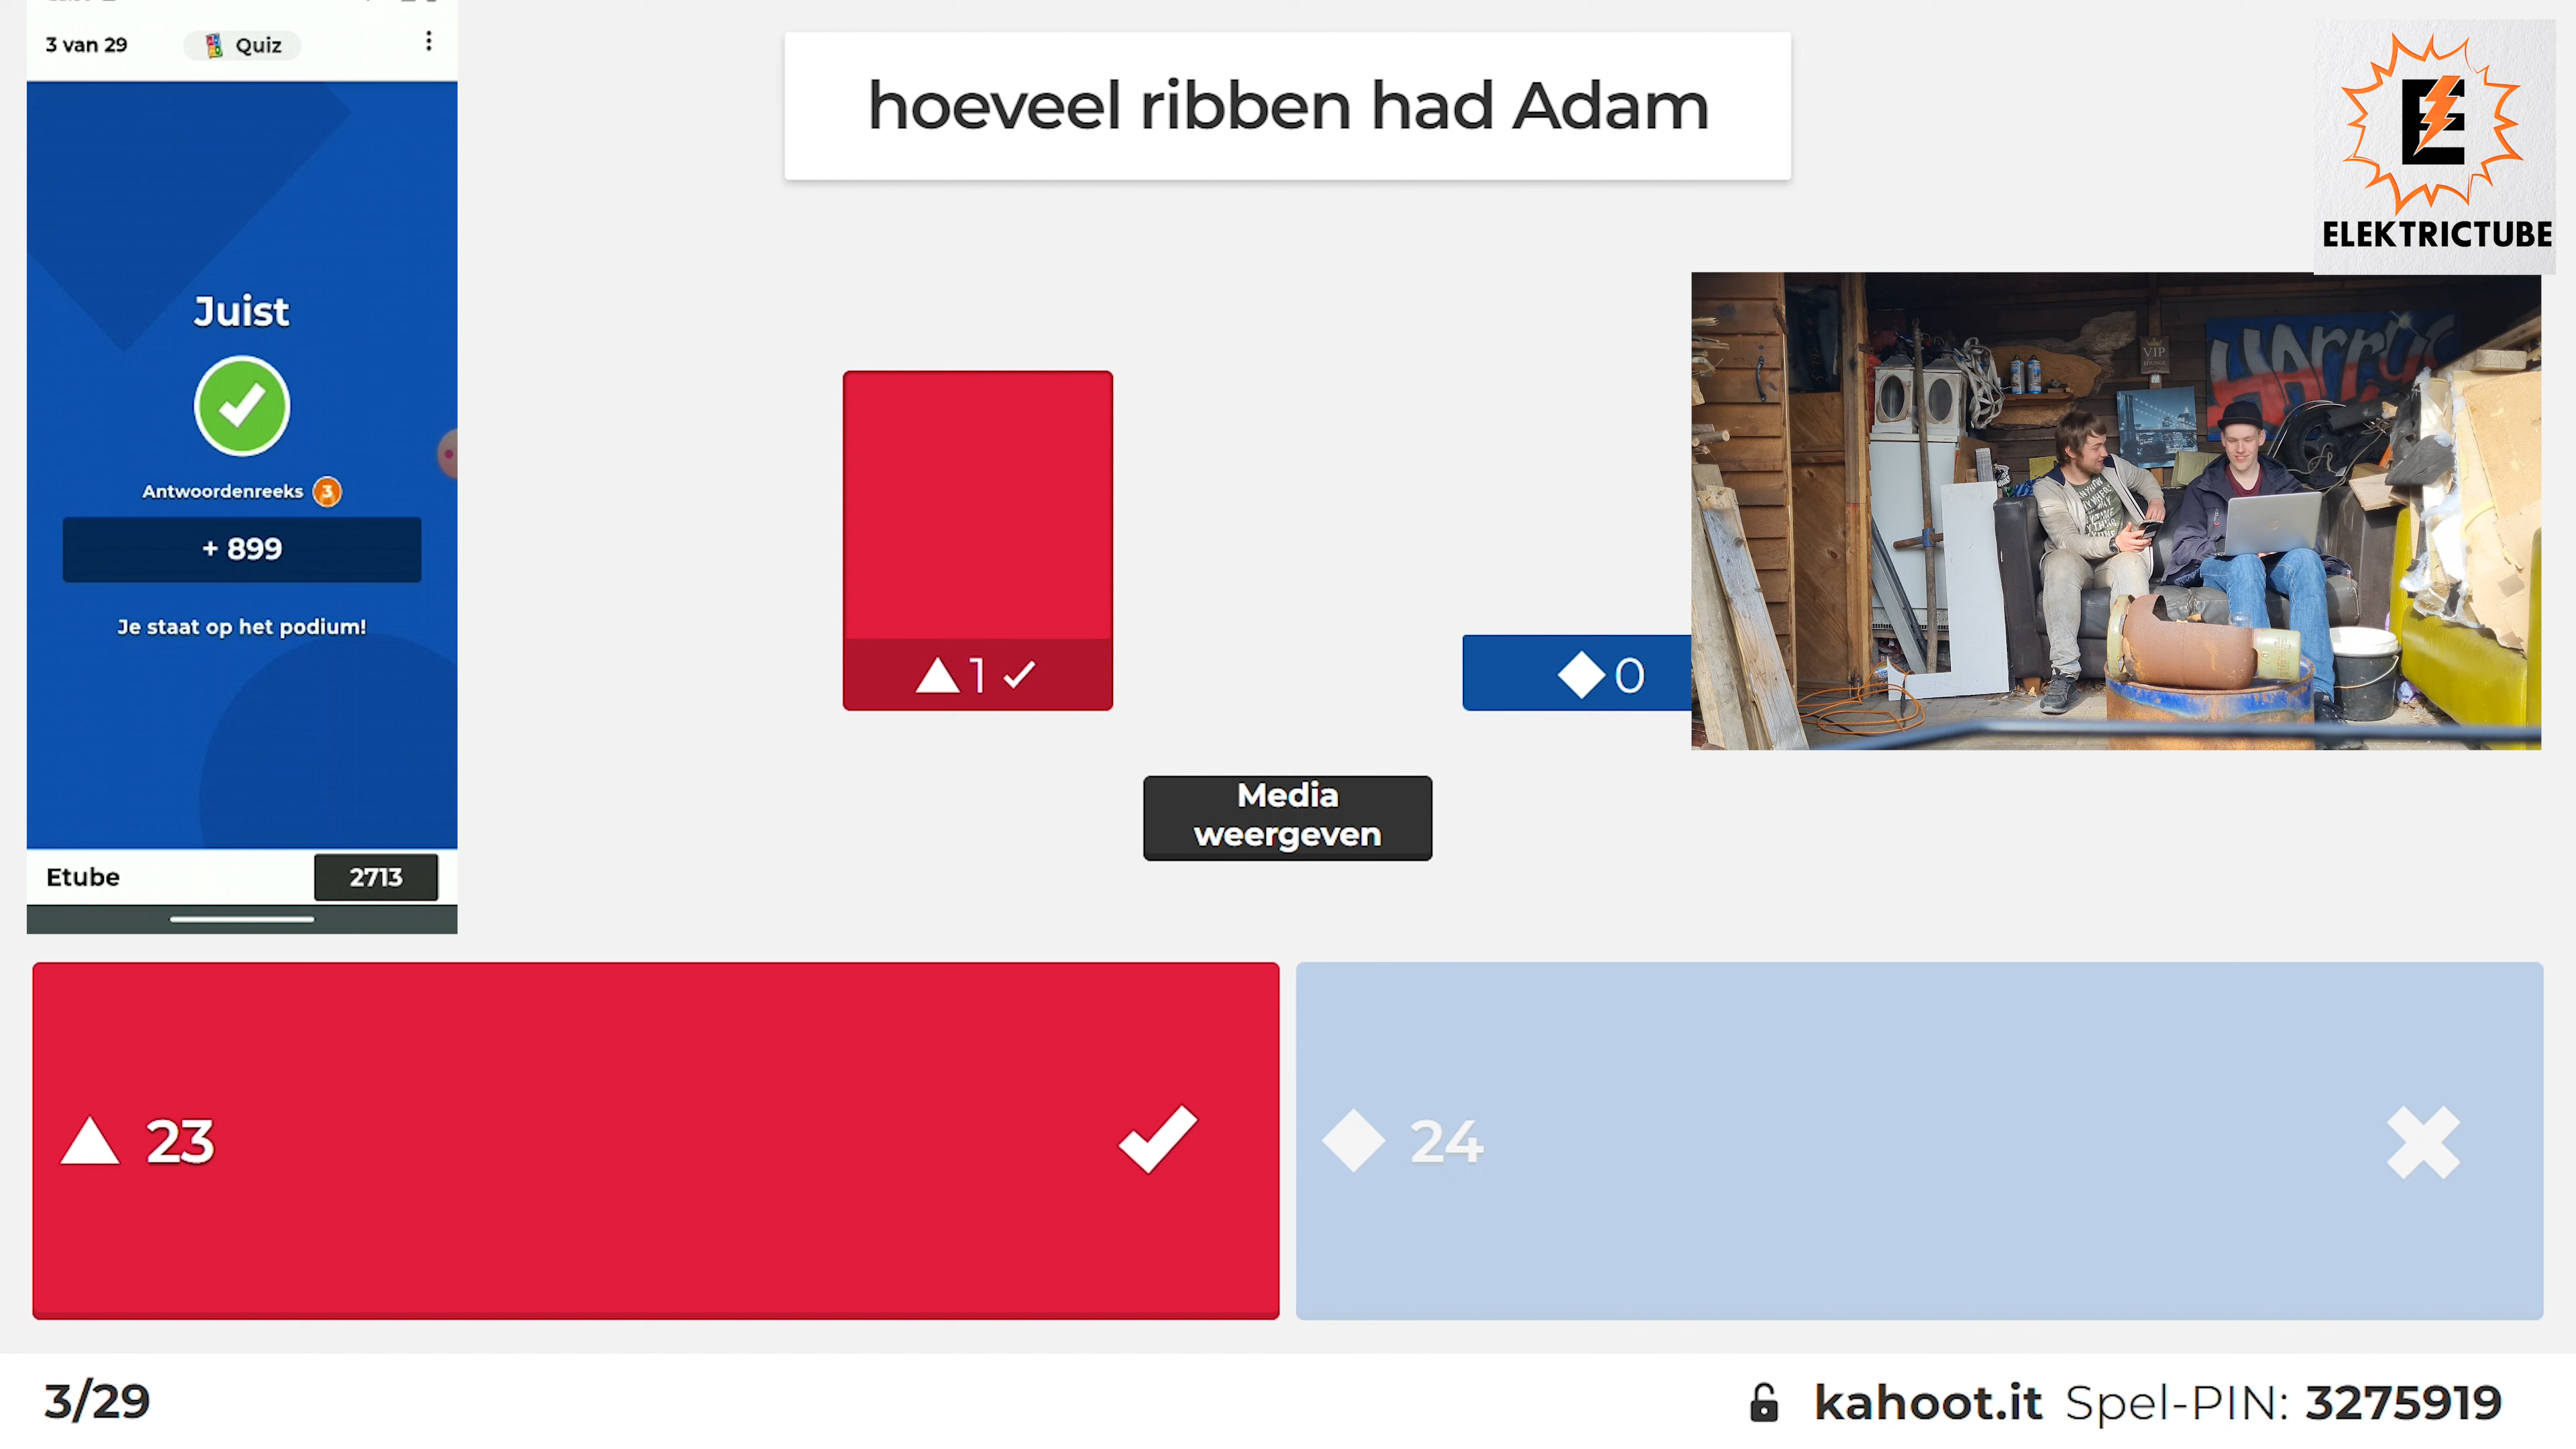 3 van 29
Quiz
hoeveel ribben had Adam
ELEKTRICTUBE
Juist
Antwoordenreeks 3
+ 899
Je staat op het podium!
VIP
1
0
Media
weergeven
Etube
2713
23
24
3/29
kahoot.it Spel-PIN: 3275919